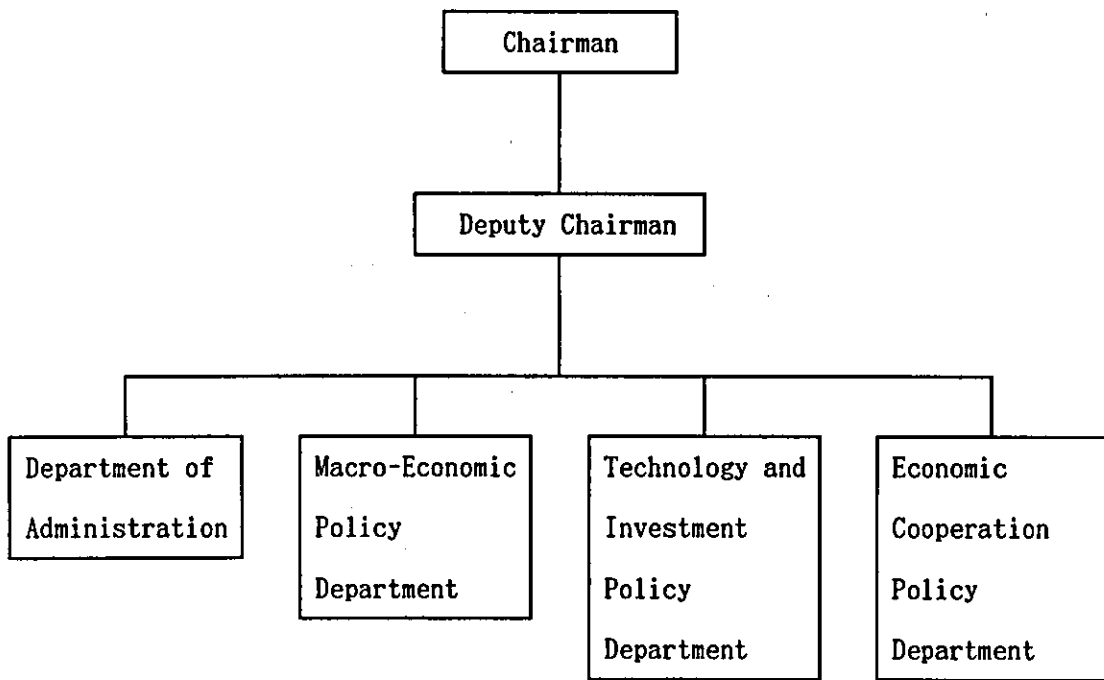 Chairman
Deputy Chairman
Department of
Administration
Macro-Economic
Policy
Department
Technology and
Investment
Policy
Department
Economic
Cooperation
Policy
Department